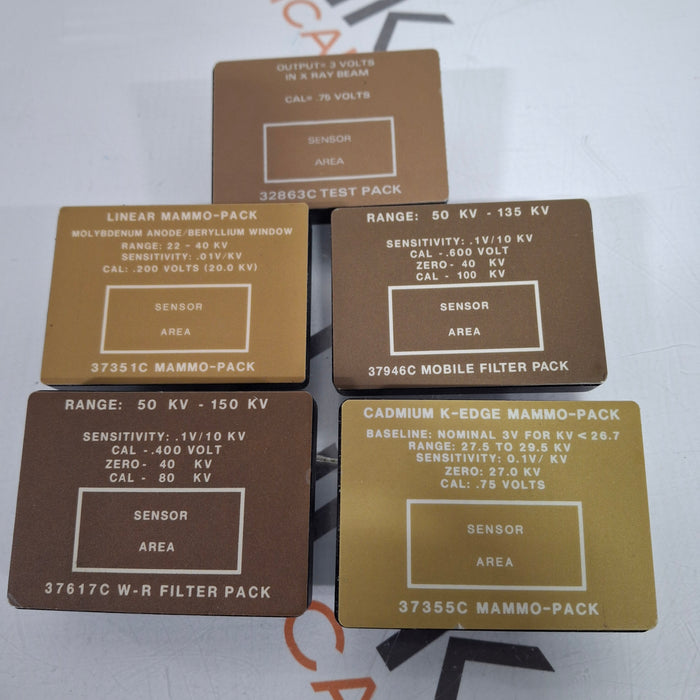 OUTPUT= 3 VOLTS
IN X RAY BEAM
CAL= .75 VOLTS
SENSOR
AREA
32863C TEST PACK
LINEAR MAMMO-PACK
MOLYBDENUM ANODE/BERYLLIUM WINDOW
RANGE: 22 - 40 KV
SENSITIVITY: .01V/KV
CAL: .200 VOLTS (20.0 KV)
SENSOR
AREA
37351C MAMMO-PACK
RANGE: 50 KV - 135 KV
SENSITIVITY: .1V/10 KV
CAL -.600 VOLT
ZERO - 40 KV
CAL - 100 KV
SENSOR
AREA
37946C MOBILE FILTER PACK
RANGE: 50 KV - 150 KV
SENSITIVITY: .1V/10 KV
CAL -.400 VOLT
ZERO- 40 KV
CAL - 80 KV
SENSOR
AREA
37617C W-R FILTER PACK
CADMIUM K-EDGE MAMMO-PACK
BASELINE: NOMINAL 3V FOR KV < 26.7
RANGE: 27.5 TO 29.5 KV
SENSITIVITY: 0.1V/ KV
ZERO: 27.0 KV
CAL: .75 VOLTS
SENSOR
AREA
37355C MAMMO-PACK